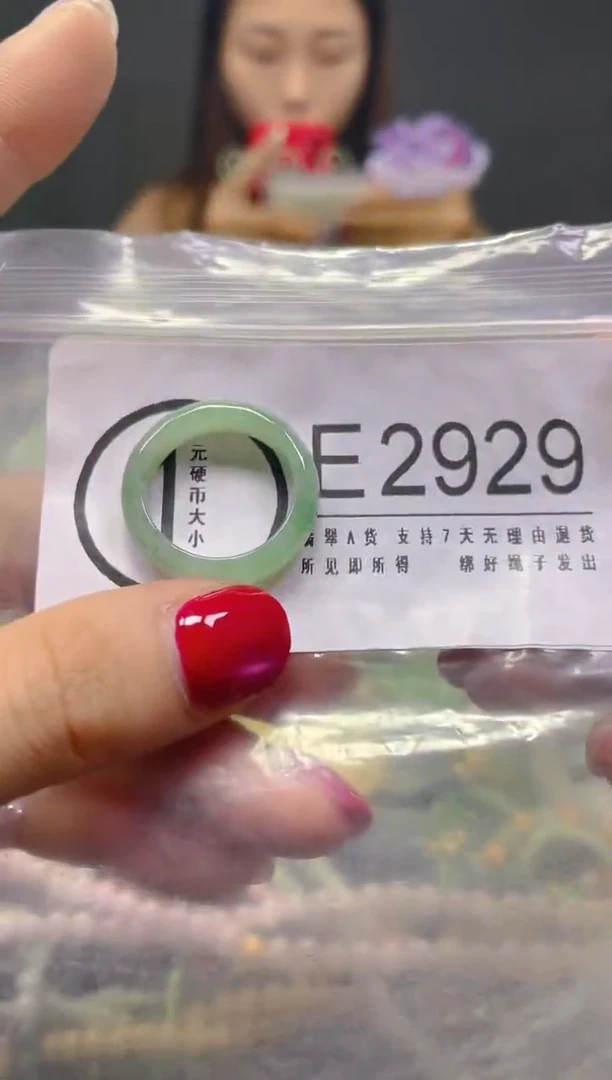 元硬币大小
E2929
翠A货 支持7天无理由退货
所见即所得 绑好绳子发出